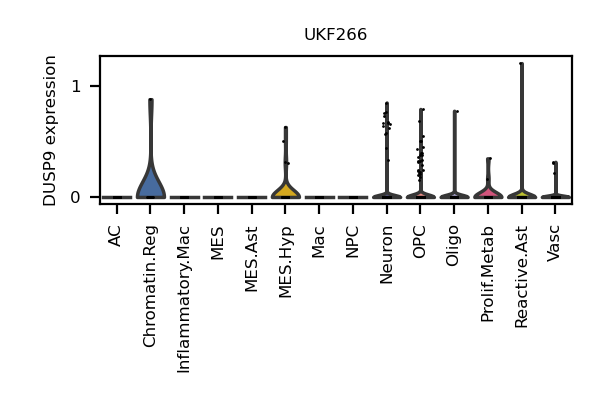 UKF266
DUSP9 expression
1
0
AC
Chromatin.Reg
Inflammatory.Mac
MES
MES.Ast
MES.Hyp
Mac
NPC
Neuron
OPC
Oligo
Prolif.Metab
Reactive.Ast
Vasc